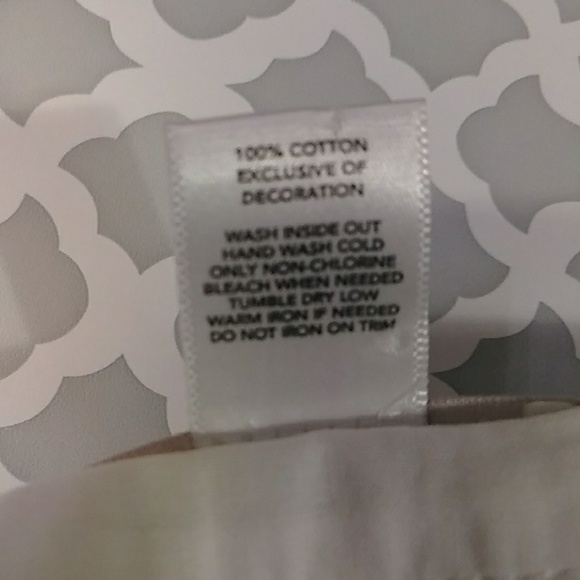 100% COTTON
EXCLUSIVE OF
DECORATION
WASH INSIDE OUT
HAND WASH COLD
ONLY NON-CHLORINE
BLEACH WHEN NEEDED
TUMBLE DRY LOW
WARM IRON IF NEEDED
DO NOT IRON ON TRIM